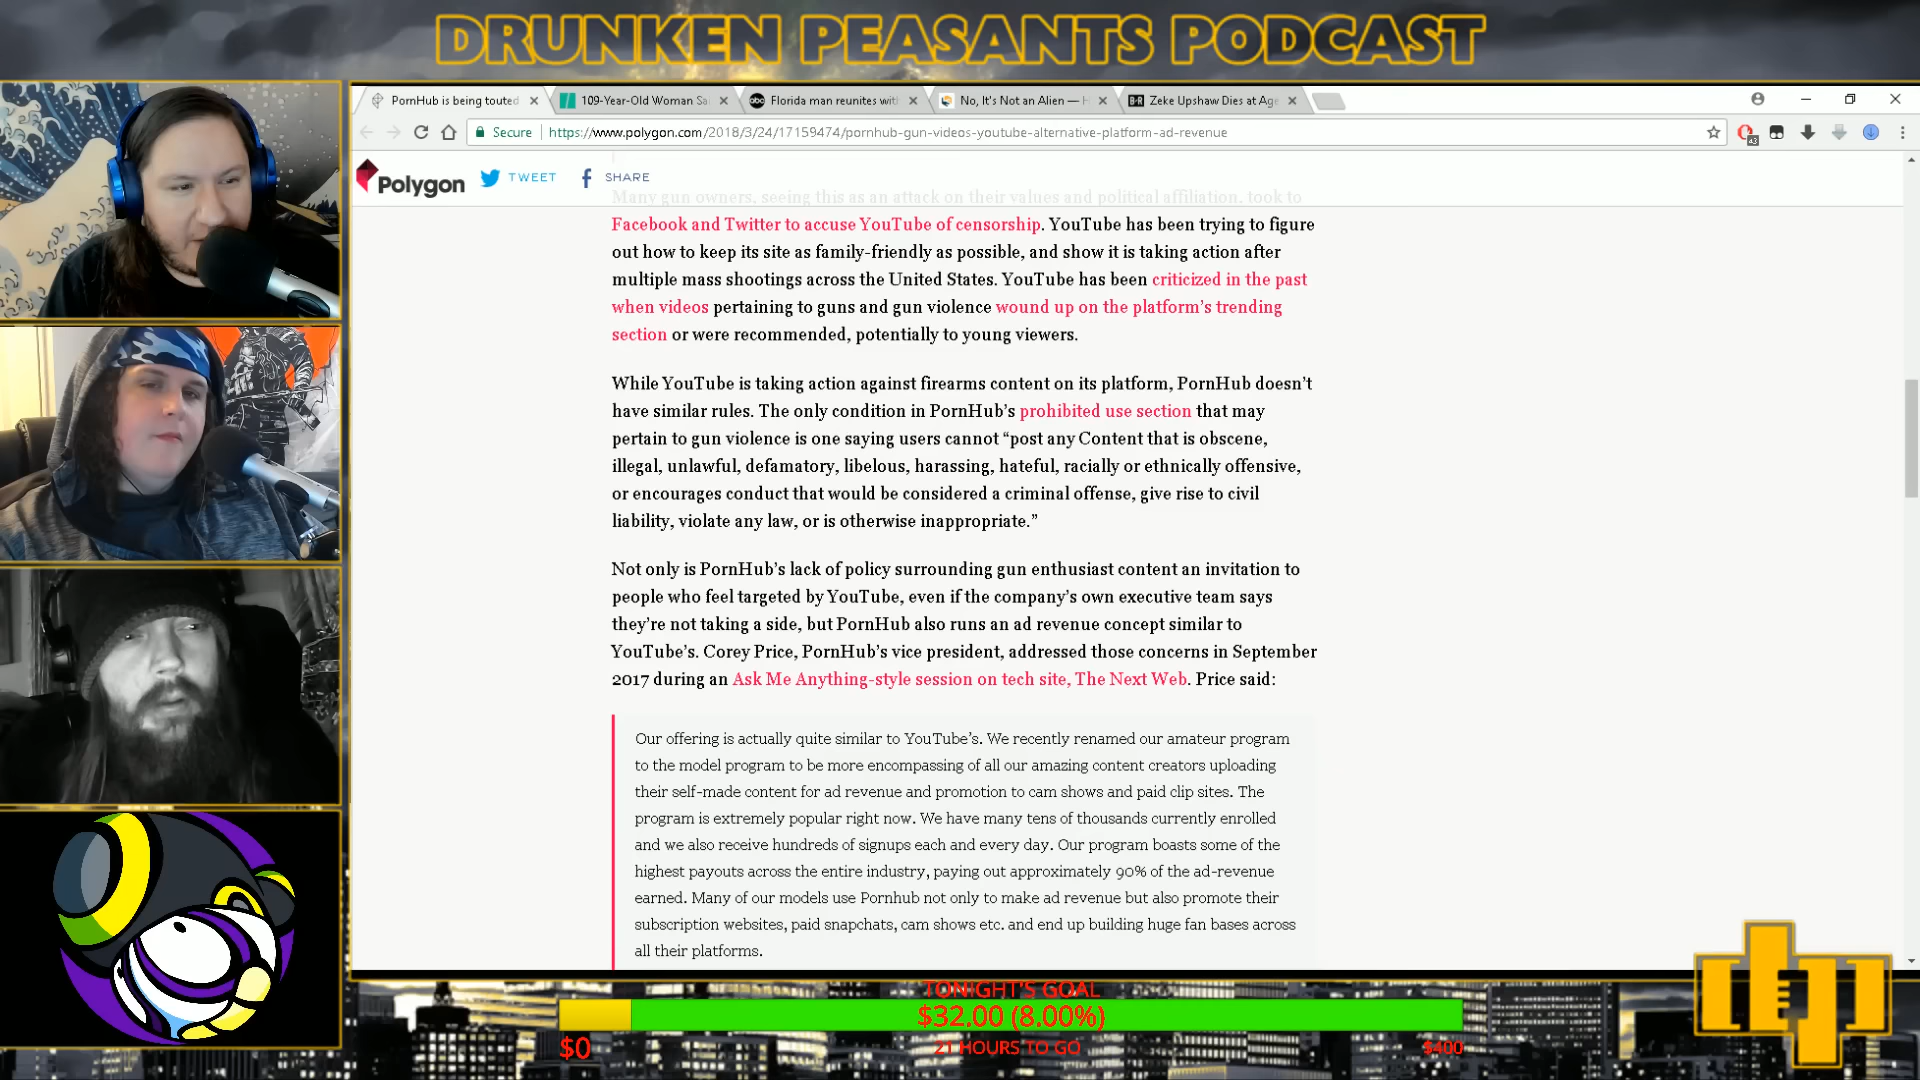 DRUNKEN PEASANTS PODCAST
PornHub is being touted
109-Year-Old Woman Sai
abc
Florida man reunites with
No, It's Not an Alien — H
B·R
Zeke Upshaw Dies at Age
Secure
https://www.polygon.com/2018/3/24/17159474/pornhub-gun-videos-youtube-alternative-platform-ad-revenue
43
Polygon
TWEET
SHARE
Many gun owners, seeing this as an attack on their values and political affiliation, took to
Facebook and Twitter to accuse YouTube of censorship. YouTube has been trying to figure
out how to keep its site as family-friendly as possible, and show it is taking action after
multiple mass shootings across the United States. YouTube has been criticized in the past
when videos pertaining to guns and gun violence wound up on the platform's trending
section or were recommended, potentially to young viewers.
While YouTube is taking action against firearms content on its platform, PornHub doesn't
have similar rules. The only condition in PornHub's prohibited use section that may
pertain to gun violence is one saying users cannot “post any Content that is obscene,
illegal, unlawful, defamatory, libelous, harassing, hateful, racially or ethnically offensive,
or encourages conduct that would be considered a criminal offense, give rise to civil
liability, violate any law, or is otherwise inappropriate.”
Not only is PornHub's lack of policy surrounding gun enthusiast content an invitation to
people who feel targeted by YouTube, even if the company's own executive team says
they're not taking a side, but PornHub also runs an ad revenue concept similar to
YouTube's. Corey Price, PornHub's vice president, addressed those concerns in September
2017 during an Ask Me Anything-style session on tech site, The Next Web. Price said:
Our offering is actually quite similar to YouTube's. We recently renamed our amateur program
to the model program to be more encompassing of all our amazing content creators uploading
their self-made content for ad revenue and promotion to cam shows and paid clip sites. The
program is extremely popular right now. We have many tens of thousands currently enrolled
and we also receive hundreds of signups each and every day. Our program boasts some of the
highest payouts across the entire industry, paying out approximately 90% of the ad-revenue
earned. Many of our models use Pornhub not only to make ad revenue but also promote their
subscription websites, paid snapchats, cam shows etc. and end up building huge fan bases across
all their platforms.
TONIGHT'S GOAL
$32.00 (8.00%)
$0
21 HOURS TO GO
$400